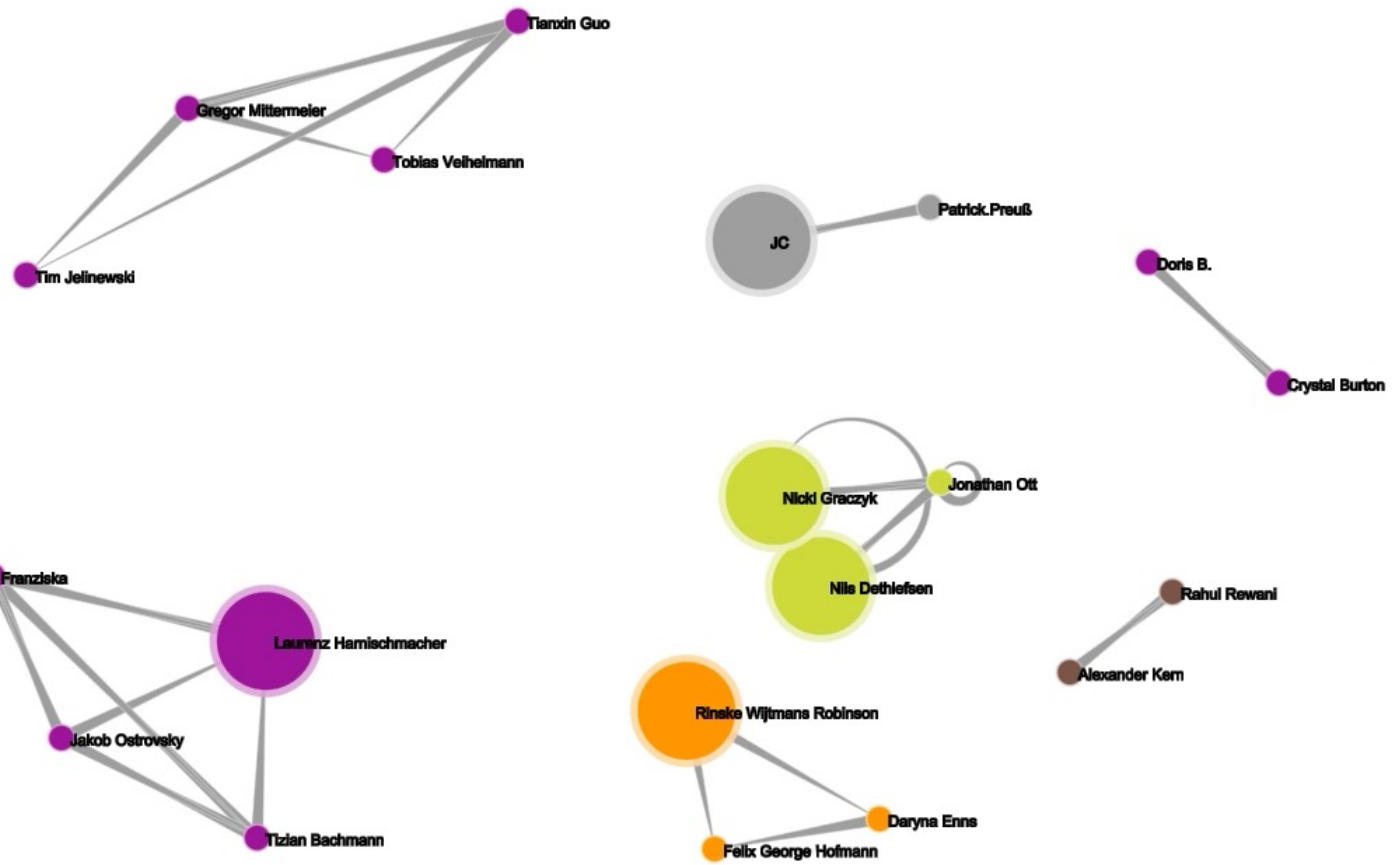 Tianxin Guo
Gregor Mittermeier
Tobias Veihelmann
Patrick.Preuß
JC
Doris B.
Tim Jelinewski
Crystal Burton
Jonathan Ott
Nicki Graczyk
Franziska
Nils Dethlefsen
Rahul Rewani
Laurenz Harnischmacher
Alexander Kern
Rinske Wijtmans Robinson
Jakob Ostrovsky
Daryna Enns
Tizian Bachmann
Felix George Hofmann